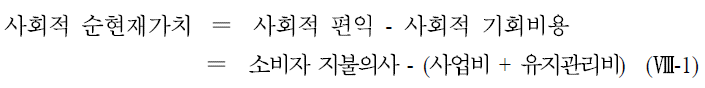 사회적 순현재가치 = 사회적 편익 - 사회적 기회비용
= 소비자 지불의사 - (사업비 + 유지관리비) (Ⅷ-1)